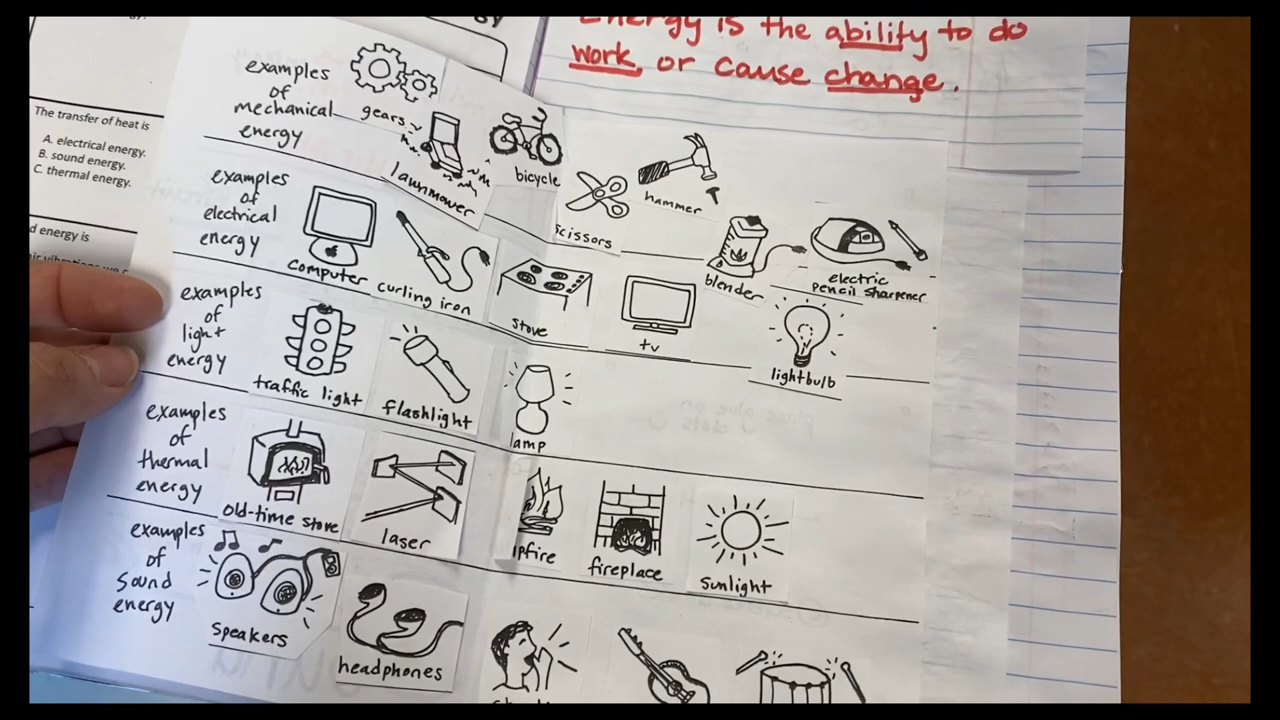 Energy is the ability to do
work, or cause change.
The transfer of heat is
A. electrical energy.
B. sound energy.
C. thermal energy.
d energy is
examples
of
mechanical
energy
gears
lawnmower
bicycle
scissors
hammer
examples
of
electrical
energy
computer
curling iron
stove
tv
blender
electric
pencil sharpener
examples
of
light
energy
traffic light
flashlight
lamp
lightbulb
examples
of
thermal
energy
old-time stove
laser
pfire
fireplace
sunlight
examples
of
sound
energy
speakers
headphones